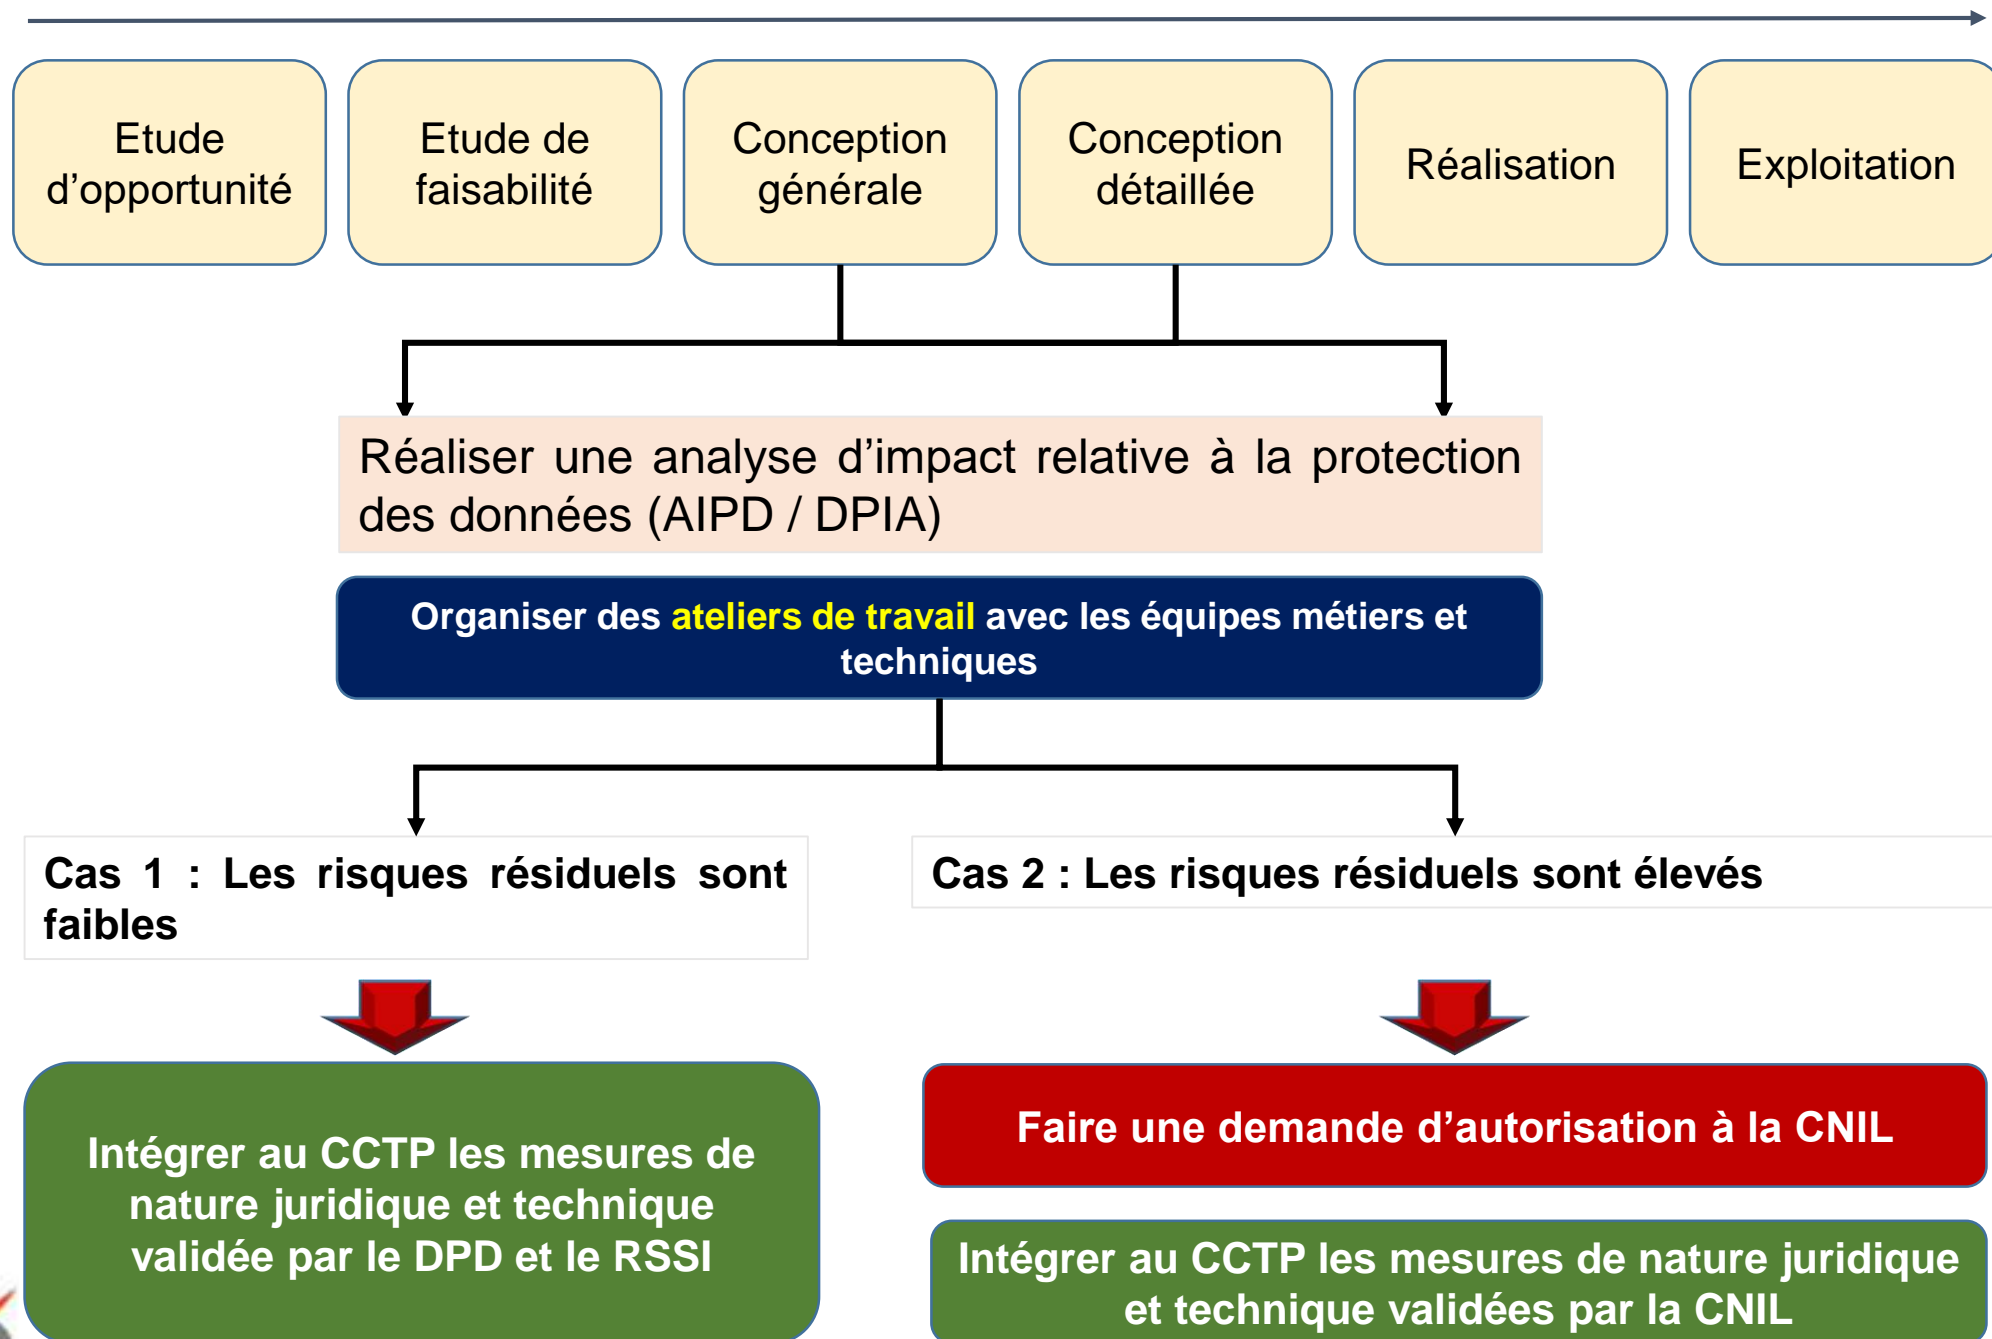 Etude
d'opportunité
Etude de
faisabilité
Conception
générale
Conception
détaillée
Réalisation
Exploitation
Réaliser une analyse d'impact relative à la protection
des données (AIPD / DPIA)
Organiser des ateliers de travail avec les équipes métiers et
techniques
Cas 1 : Les risques résiduels sont
faibles
Cas 2 : Les risques résiduels sont élevés
Intégrer au CCTP les mesures de
nature juridique et technique
validée par le DPD et le RSSI
Faire une demande d'autorisation à la CNIL
Intégrer au CCTP les mesures de nature juridique
et technique validées par la CNIL